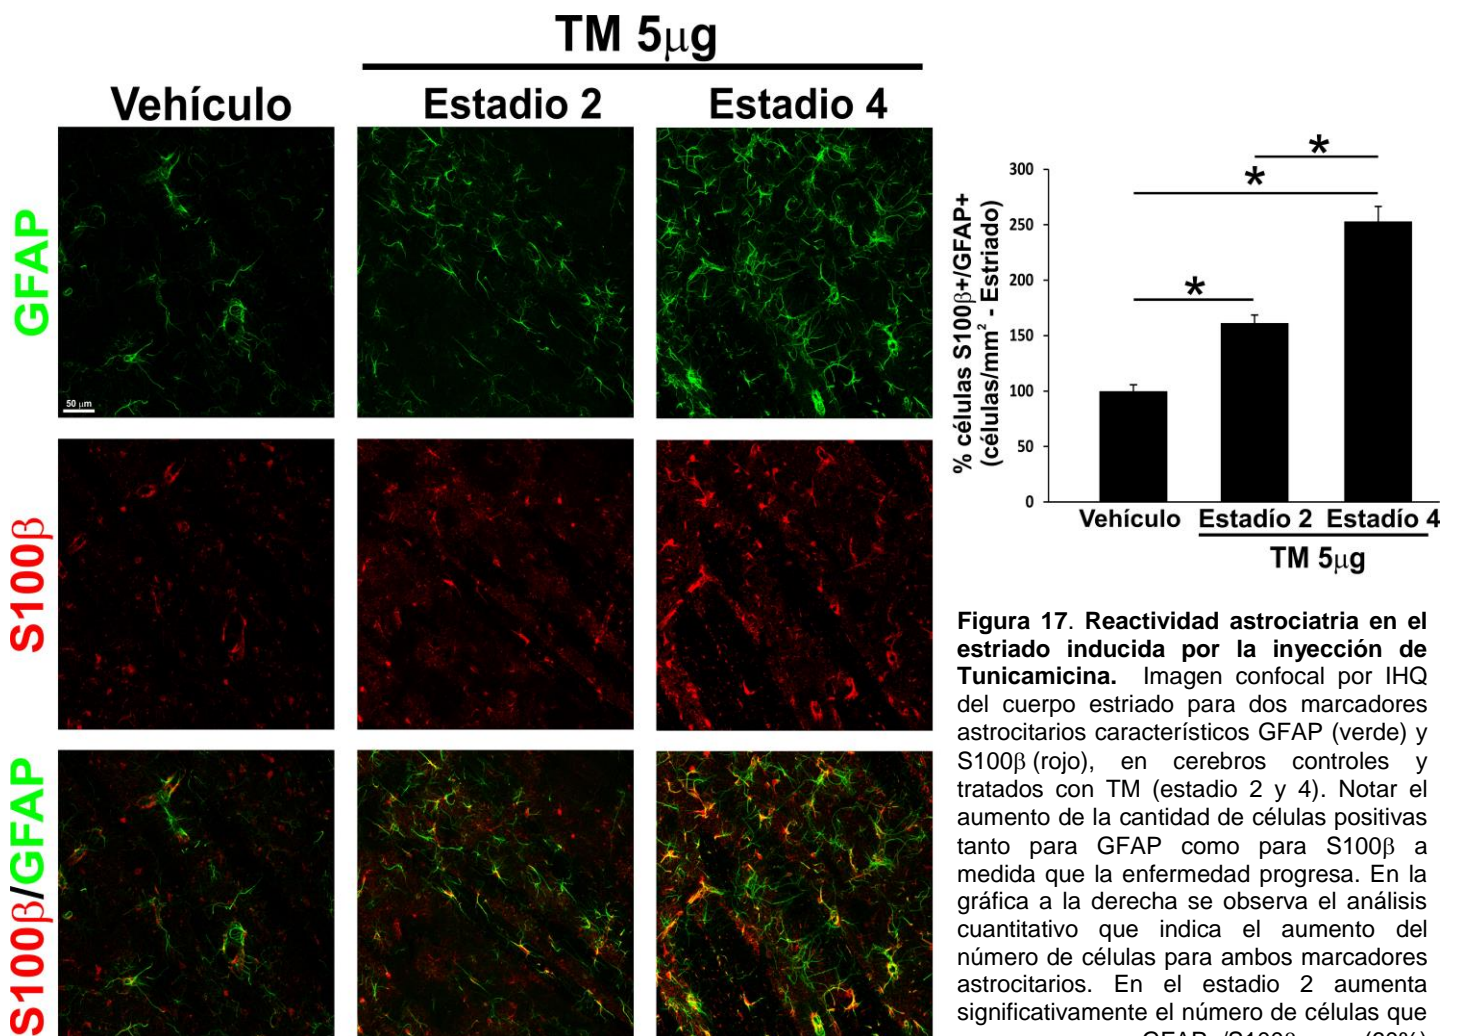 TM 5μg
Vehículo
Estadio 2
Estadio 4
GFAP
50 μm
S100β
S100β/GFAP
% células S100β+/GFAP+
(células/mm² - Estriado)
300
250
200
150
100
50
0
*
*
*
Vehículo Estadío 2 Estadío 4
TM 5μg
Figura 17. Reactividad astrociatria en el
estriado inducida por la inyección de
Tunicamicina. Imagen confocal por IHQ
del cuerpo estriado para dos marcadores
astrocitarios característicos GFAP (verde) y
S100β (rojo), en cerebros controles y
tratados con TM (estadio 2 y 4). Notar el
aumento de la cantidad de células positivas
tanto para GFAP como para S100β a
medida que la enfermedad progresa. En la
gráfica a la derecha se observa el análisis
cuantitativo que indica el aumento del
número de células para ambos marcadores
astrocitarios. En el estadio 2 aumenta
significativamente el número de células que